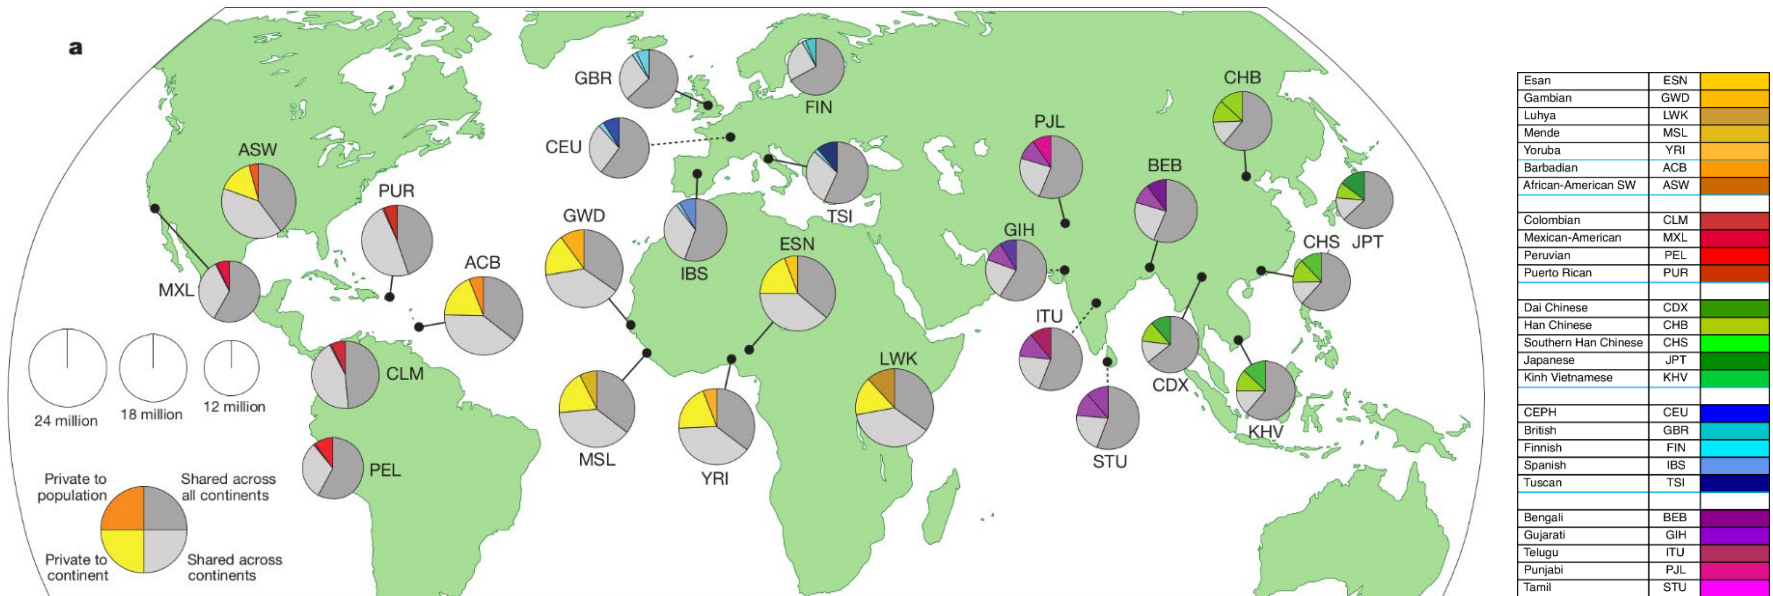 a
GBR
FIN
CHB
CEU
PJL
BEB
ASW
PUR
TSI
GWD
IBS
ESN
GIH
CHS
JPT
ACB
MXL
ITU
CDX
KHV
CLM
LWK
MSL
YRI
STU
PEL
24 million
18 million
12 million
Private to
population
Shared across
all continents
Private to
continent
Shared across
continents
Esan ESN
Gambian GWD
Luhya LWK
Mende MSL
Yoruba YRI
Barbadian ACB
African-American SW ASW
Colombian CLM
Mexican-American MXL
Peruvian PEL
Puerto Rican PUR
Dai Chinese CDX
Han Chinese CHB
Southern Han Chinese CHS
Japanese JPT
Kinh Vietnamese KHV
CEPH CEU
British GBR
Finnish FIN
Spanish IBS
Tuscan TSI
Bengali BEB
Gujarati GIH
Telugu ITU
Punjabi PJL
Tamil STU